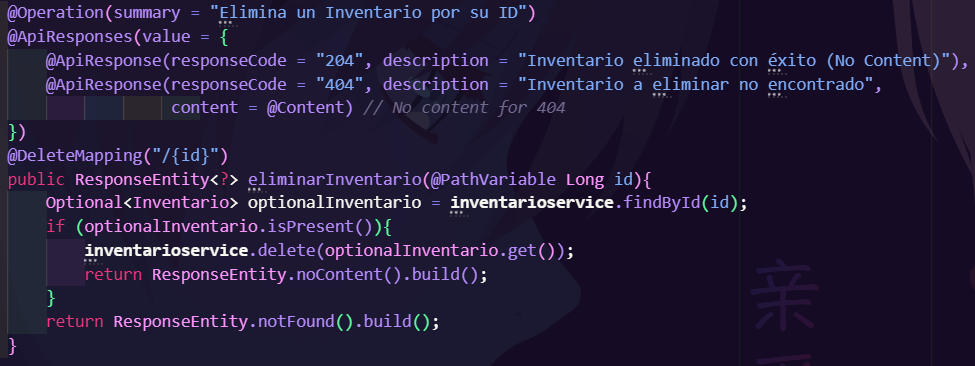 @Operation(summary = "Elimina un Inventario por su ID")
@ApiResponses(value = {
    @ApiResponse(responseCode = "204", description = "Inventario eliminado con éxito (No Content)"),
    @ApiResponse(responseCode = "404", description = "Inventario a eliminar no encontrado",
                 content = @Content) // No content for 404
})
@DeleteMapping("/{id}")
public ResponseEntity<?> eliminarInventario(@PathVariable Long id){
    Optional<Inventario> optionalInventario = inventarioservice.findById(id);
    if (optionalInventario.isPresent()){
        inventarioservice.delete(optionalInventario.get());
        return ResponseEntity.noContent().build();
    }
    return ResponseEntity.notFound().build();
}
亲